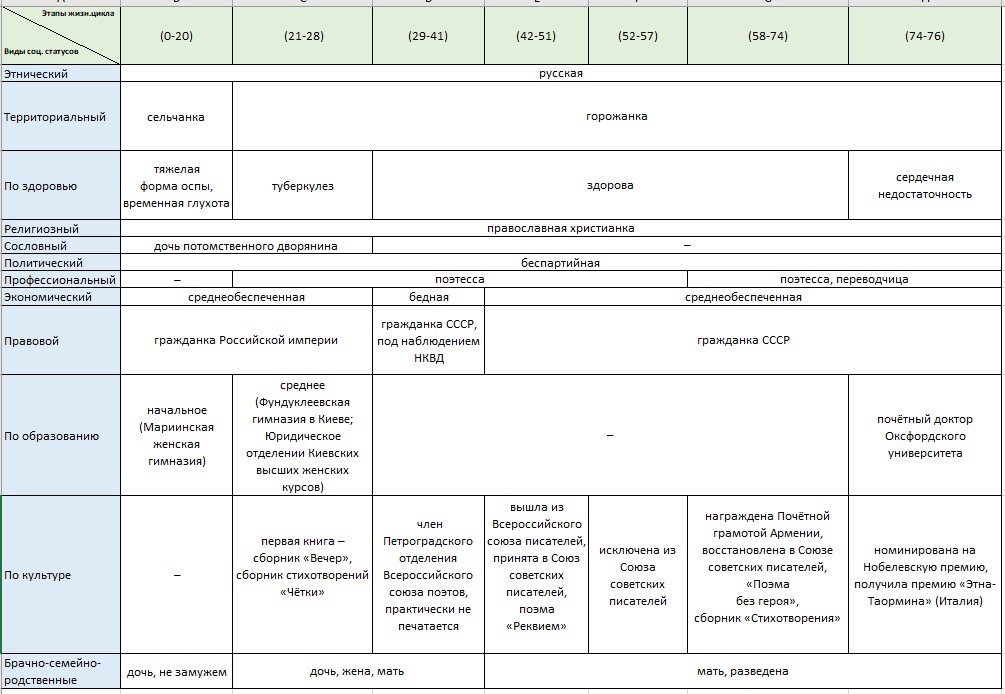 Этапы жизн.цикла
Виды соц. статусов
(0-20)
(21-28)
(29-41)
(42-51)
(52-57)
(58-74)
(74-76)
Этнический
русская
Территориальный
сельчанка
горожанка
По здоровью
тяжелая
форма оспы,
временная глухота
туберкулез
здорова
сердечная
недостаточность
Религиозный
православная христианка
Сословный
дочь потомственного дворянина
–
Политический
беспартийная
Профессиональный
–
поэтесса
поэтесса, переводчица
Экономический
среднеобеспеченная
бедная
среднеобеспеченная
Правовой
гражданка Российской империи
гражданка СССР,
под наблюдением
НКВД
гражданка СССР
По образованию
начальное
(Мариинская
женская
гимназия)
среднее
(Фундуклеевская
гимназия в Киеве;
Юридическое
отделении Киевских
высших женских
курсов)
–
почётный доктор
Оксфордского
университета
По культуре
–
первая книга –
сборник «Вечер»,
сборник стихотворений
«Чётки»
член
Петроградского
отделения
Всероссийского
союза поэтов,
практически не
печатается
вышла из
Всероссийского
союза писателей,
принята в Союз
советских
писателей,
поэма
«Реквием»
исключена из
Союза
советских
писателей
награждена Почётной
грамотой Армении,
восстановлена в Союзе
советских писателей,
«Поэма
без героя»,
сборник «Стихотворения»
номинирована на
Нобелевскую премию,
получила премию «Этна-
Таормина» (Италия)
Брачно-семейно-
родственные
дочь, не замужем
дочь, жена, мать
мать, разведена